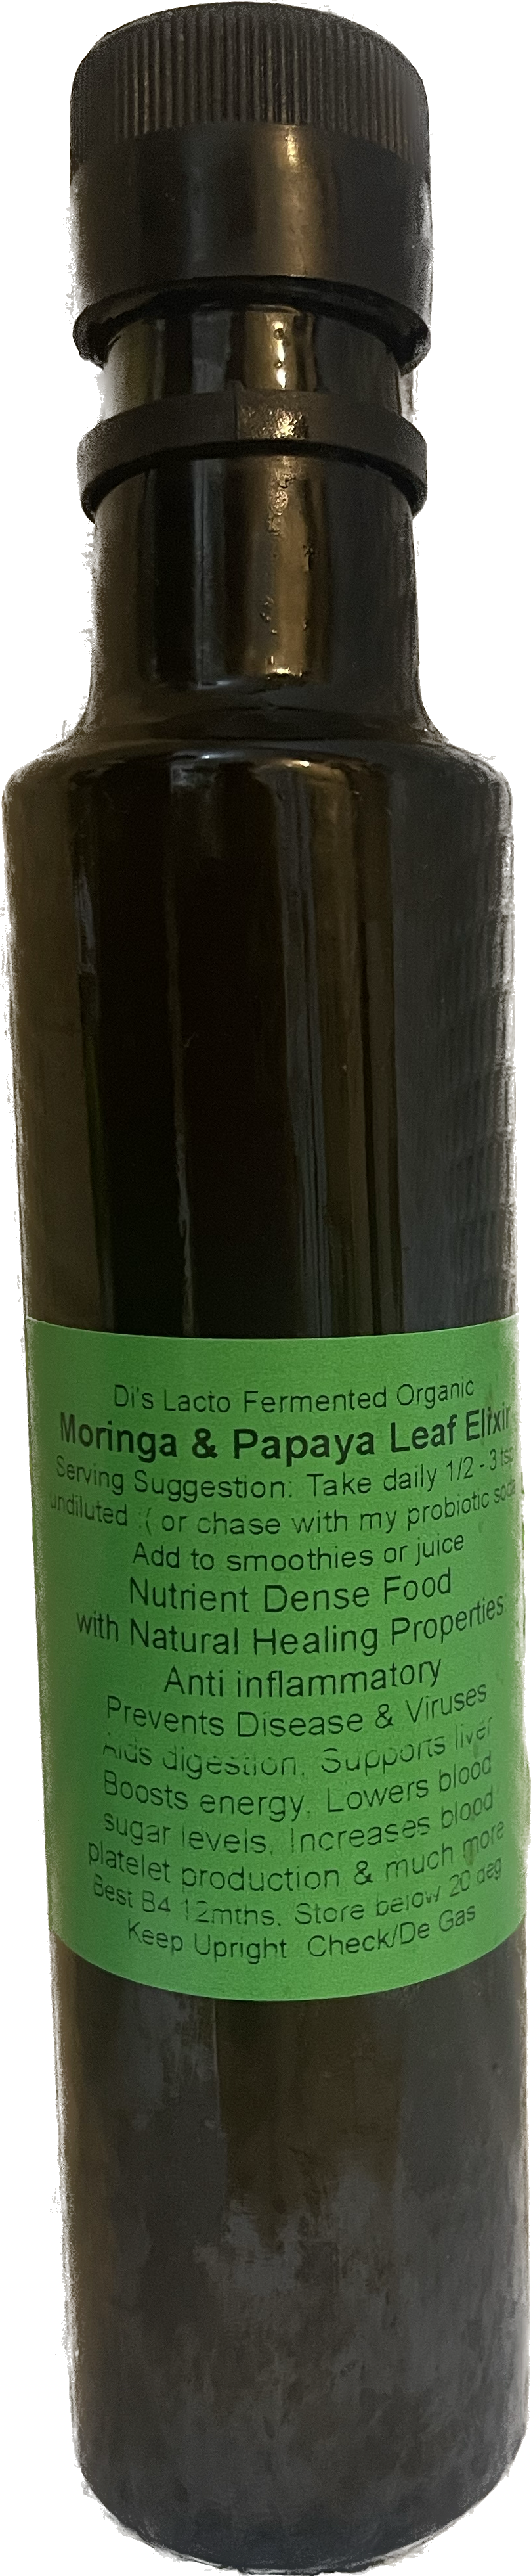 Di's Lacto Fermented Organic
Moringa & Papaya Leaf Elixir
Serving Suggestion: Take daily 1/2 - 3 tsp
undiluted :( or chase with my probiotic soda
Add to smoothies or juice
Nutrient Dense Food
with Natural Healing Properties
Anti inflammatory
Prevents Disease & Viruses
Aids digestion, Supports liver
Boosts energy, Lowers blood
sugar levels, Increases blood
platelet production & much more
Best B4 12mths. Store below 20 deg
Keep Upright Check/De Gas